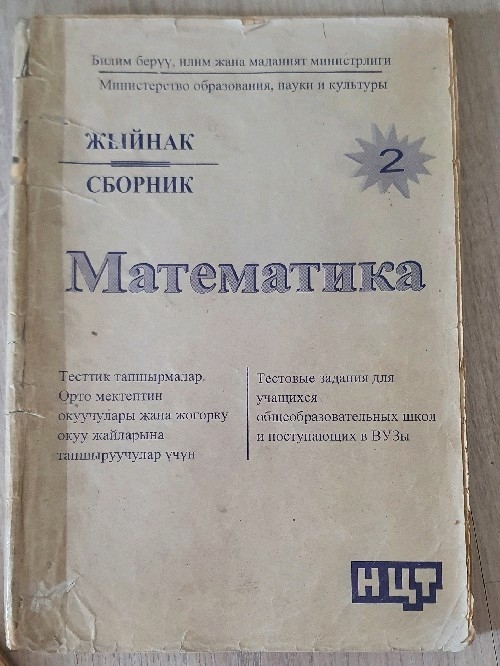 Билим берүү, илим жана маданият министрлиги
Министерство образования, науки и культуры
ЖЫЙНАК
СБОРНИК
2
Математика
Тесттик тапшырмалар.
Орто мектептин
окуучулары жана жогорку
окуу жайларына
тапшыруучулар үчүн
Тестовые задания для
учащихся
общеобразовательных школ
и поступающих в ВУЗы
НЦТ